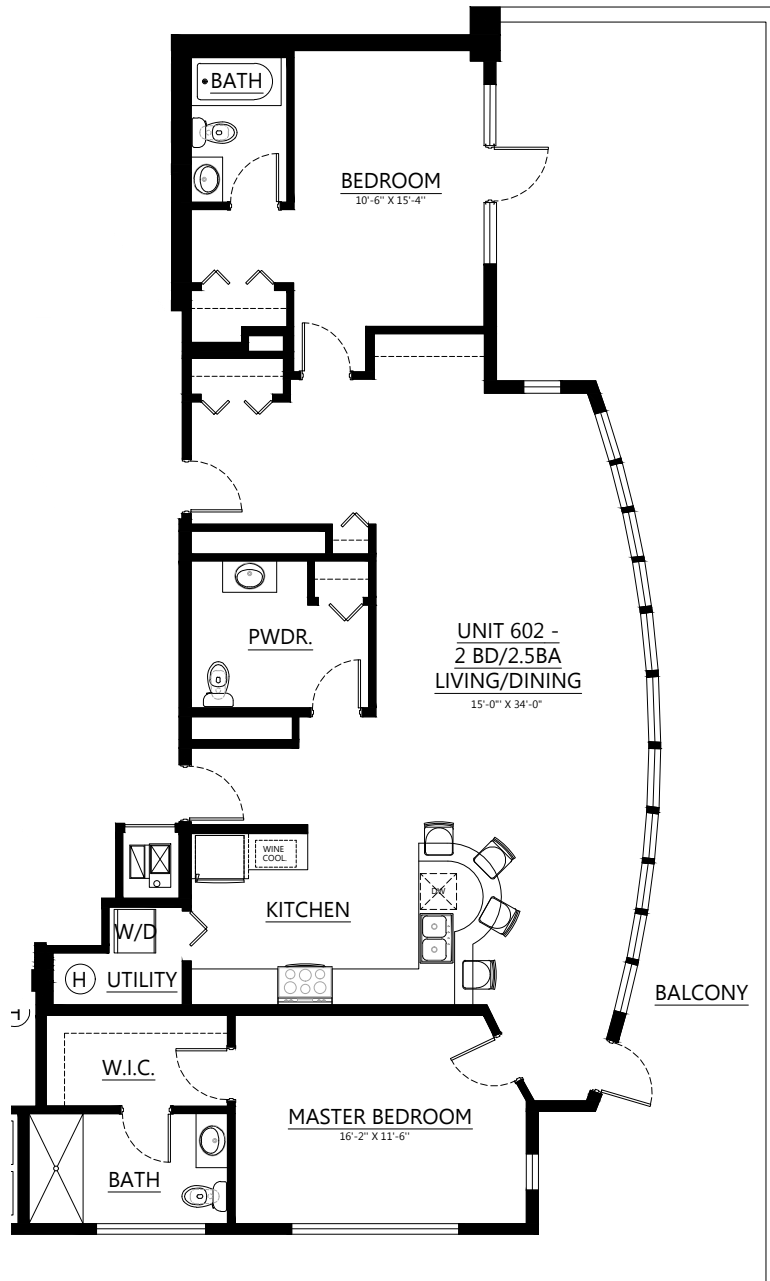 BATH
BEDROOM
10'-6" X 15'-4"
PWDR.
UNIT 602 -
2 BD/2.5BA
LIVING/DINING
15'-0"' X 34'-0"
WINE
COOL.
DW
KITCHEN
W/D
H
UTILITY
BALCONY
W.I.C.
MASTER BEDROOM
16'-2" X 11'-6"
BATH